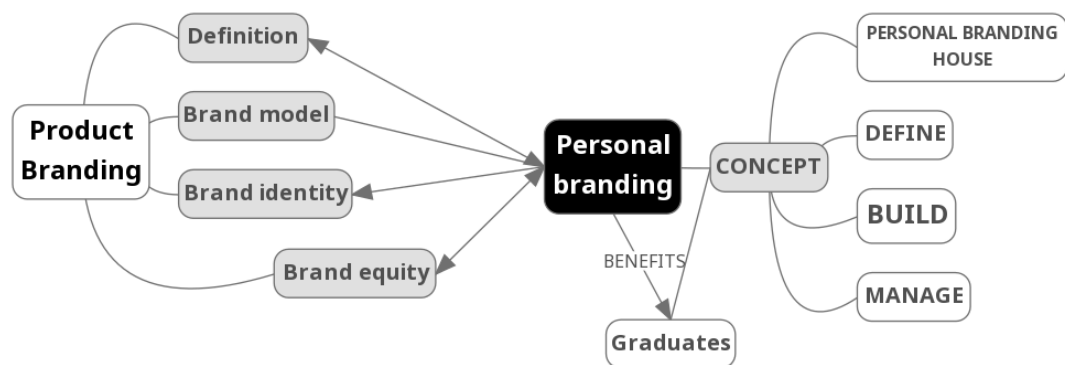 Product
Branding
Definition
Brand model
Brand identity
Brand equity
Personal
branding
BENEFITS
Graduates
CONCEPT
PERSONAL BRANDING
HOUSE
DEFINE
BUILD
MANAGE